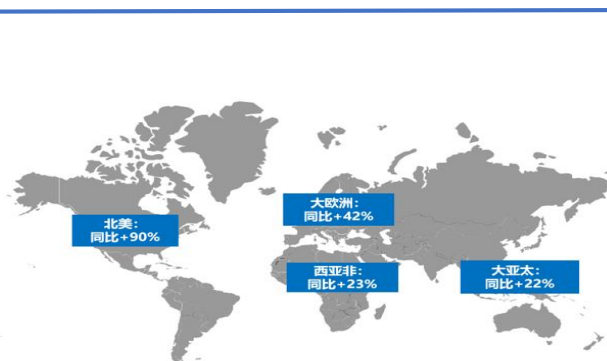 北美：
同比+90%
大欧洲：
同比+42%
西亚非：
同比+23%
大亚太：
同比+22%